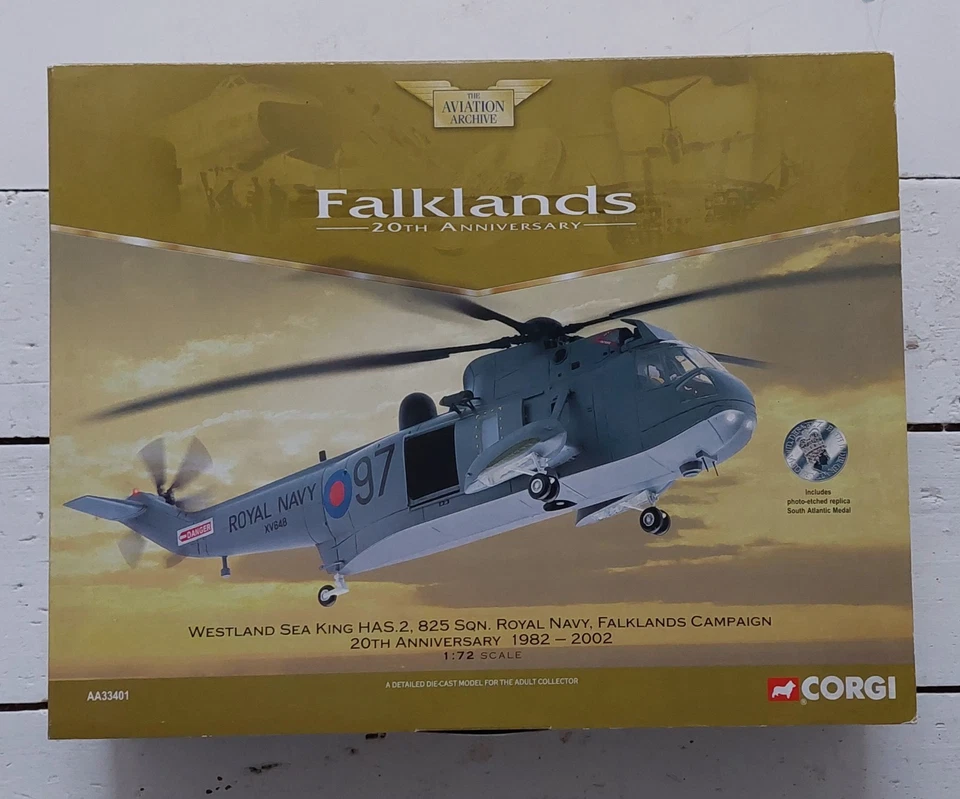 THE
AVIATION
ARCHIVE
Falklands
20TH ANNIVERSARY
97
ROYAL NAVY
XV648
DANGER
Includes
photo-etched replica
South Atlantic Medal
WESTLAND SEA KING HAS.2, 825 SQN. ROYAL NAVY, FALKLANDS CAMPAIGN
20TH ANNIVERSARY 1982 – 2002
1:72 SCALE
A DETAILED DIE-CAST MODEL FOR THE ADULT COLLECTOR
AA33401
CORGI
®